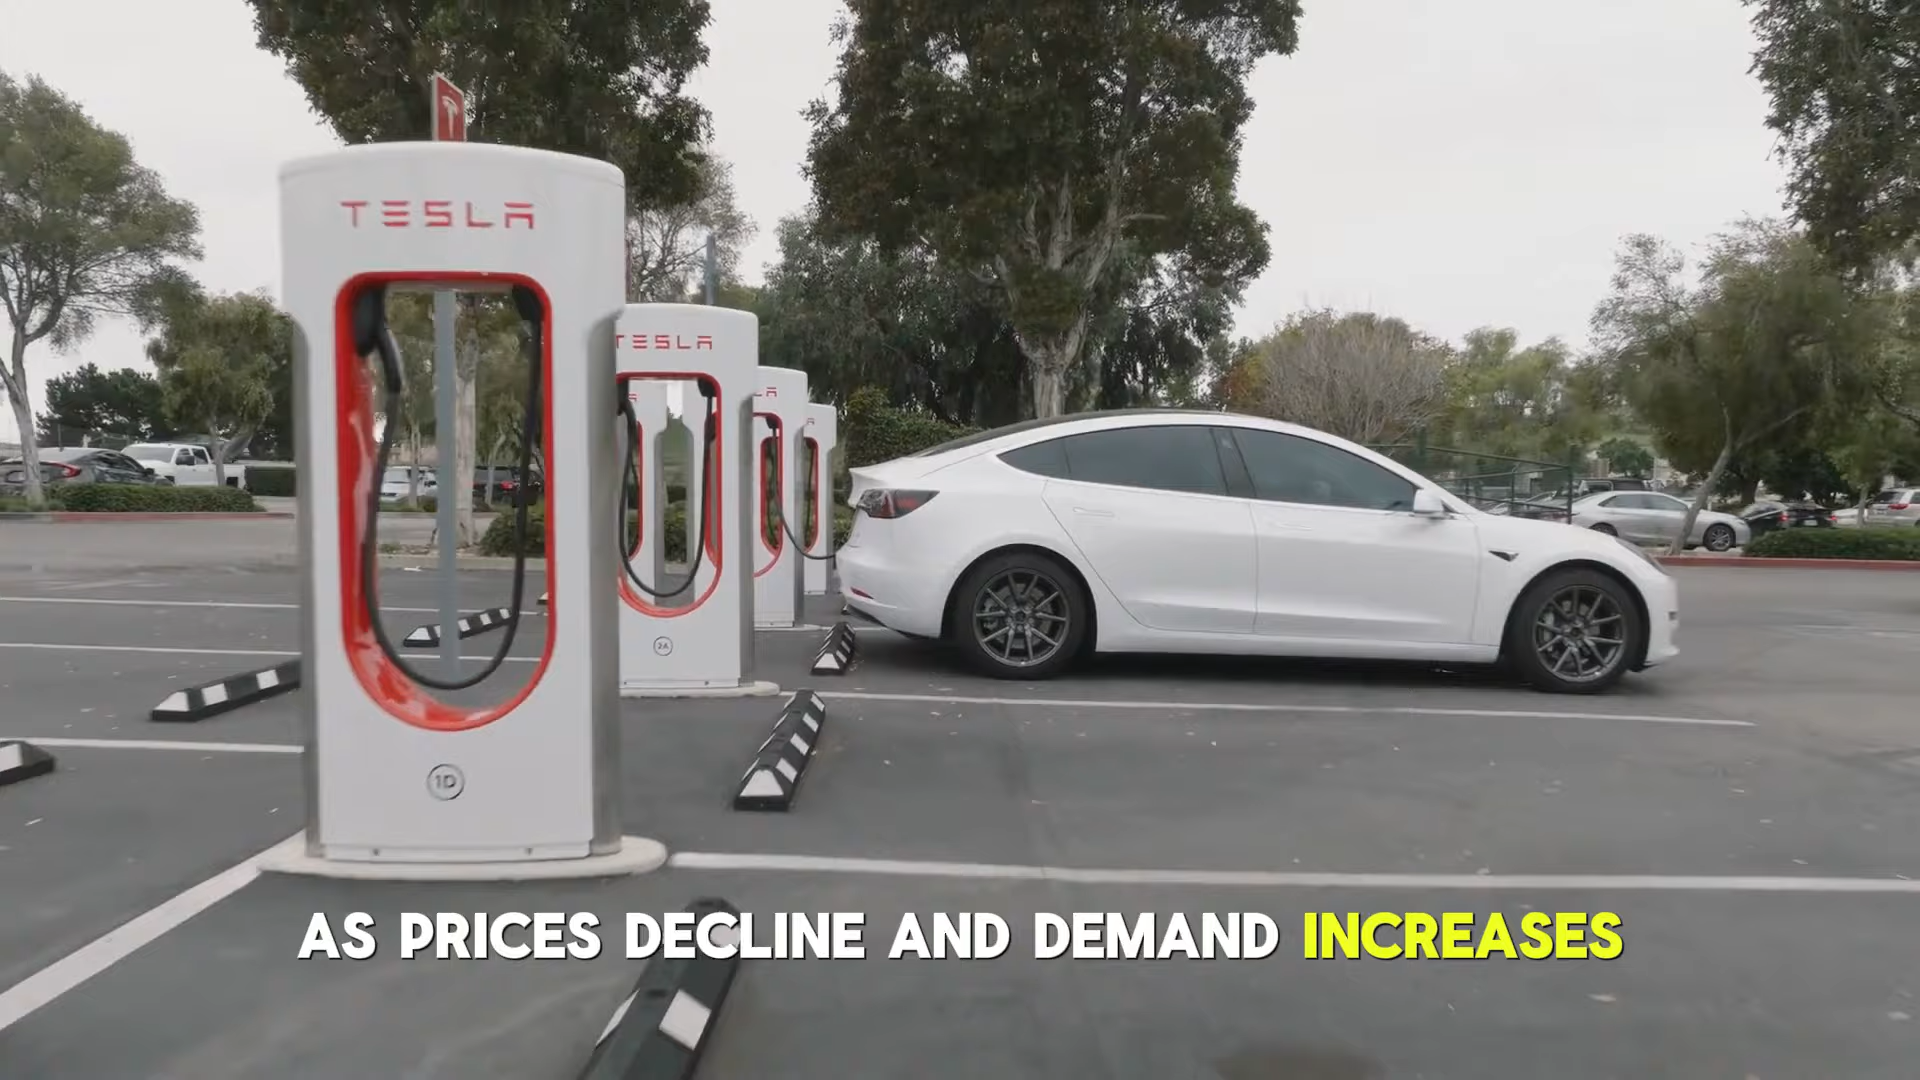 TESLA
TESLA
1D
2A
AS PRICES DECLINE AND DEMAND INCREASES